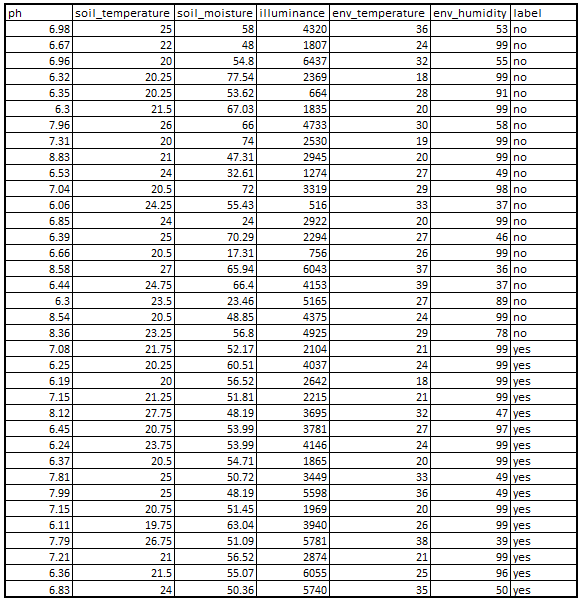 ph soil_temperature soil_moisture illuminance env_temperature env_humidity label
6.98 25 58 4320 36 53 no
6.67 22 48 1807 24 99 no
6.96 20 54.8 6437 32 55 no
6.32 20.25 77.54 2369 18 99 no
6.35 20.25 53.62 664 28 91 no
6.3 21.5 67.03 1835 20 99 no
7.96 26 66 4733 30 58 no
7.31 20 74 2530 19 99 no
8.83 21 47.31 2945 20 99 no
6.53 24 32.61 1274 27 49 no
7.04 20.5 72 3319 29 98 no
6.06 24.25 55.43 516 33 37 no
6.85 24 24 2922 20 99 no
6.39 25 70.29 2294 27 46 no
6.66 20.5 17.31 756 26 99 no
8.58 27 65.94 6043 37 36 no
6.44 24.75 66.4 4153 39 37 no
6.3 23.5 23.46 5165 27 89 no
8.54 20.5 48.85 4375 24 99 no
8.36 23.25 56.8 4925 29 78 no
7.08 21.75 52.17 2104 21 99 yes
6.25 20.25 60.51 4037 24 99 yes
6.19 20 56.52 2642 18 99 yes
7.15 21.25 51.81 2215 21 99 yes
8.12 27.75 48.19 3695 32 47 yes
6.45 20.75 53.99 3781 27 97 yes
6.24 23.75 53.99 4146 24 99 yes
6.37 20.5 54.71 1865 20 99 yes
7.81 25 50.72 3449 33 49 yes
7.99 25 48.19 5598 36 49 yes
7.15 20.75 51.45 1969 20 99 yes
6.11 19.75 63.04 3940 26 99 yes
7.79 26.75 51.09 5781 38 39 yes
7.21 21 56.52 2874 21 99 yes
6.36 21.5 55.07 6055 25 96 yes
6.83 24 50.36 5740 35 50 yes